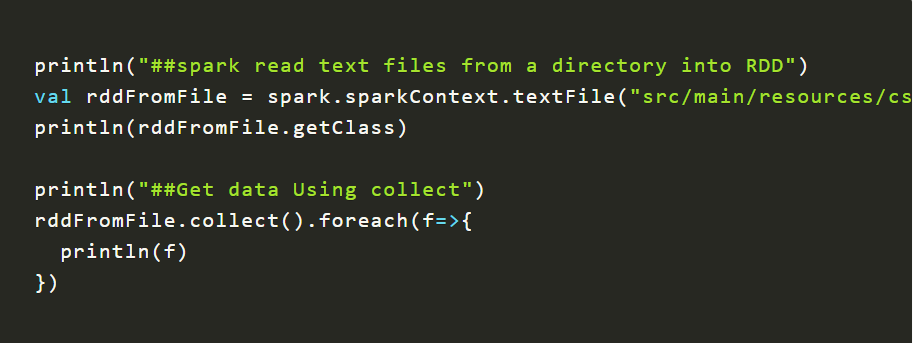 println("##spark read text files from a directory into RDD")
val rddFromFile = spark.sparkContext.textFile("src/main/resources/cs
println(rddFromFile.getClass)
println("##Get data Using collect")
rddFromFile.collect().foreach(f=>{
  println(f)
})